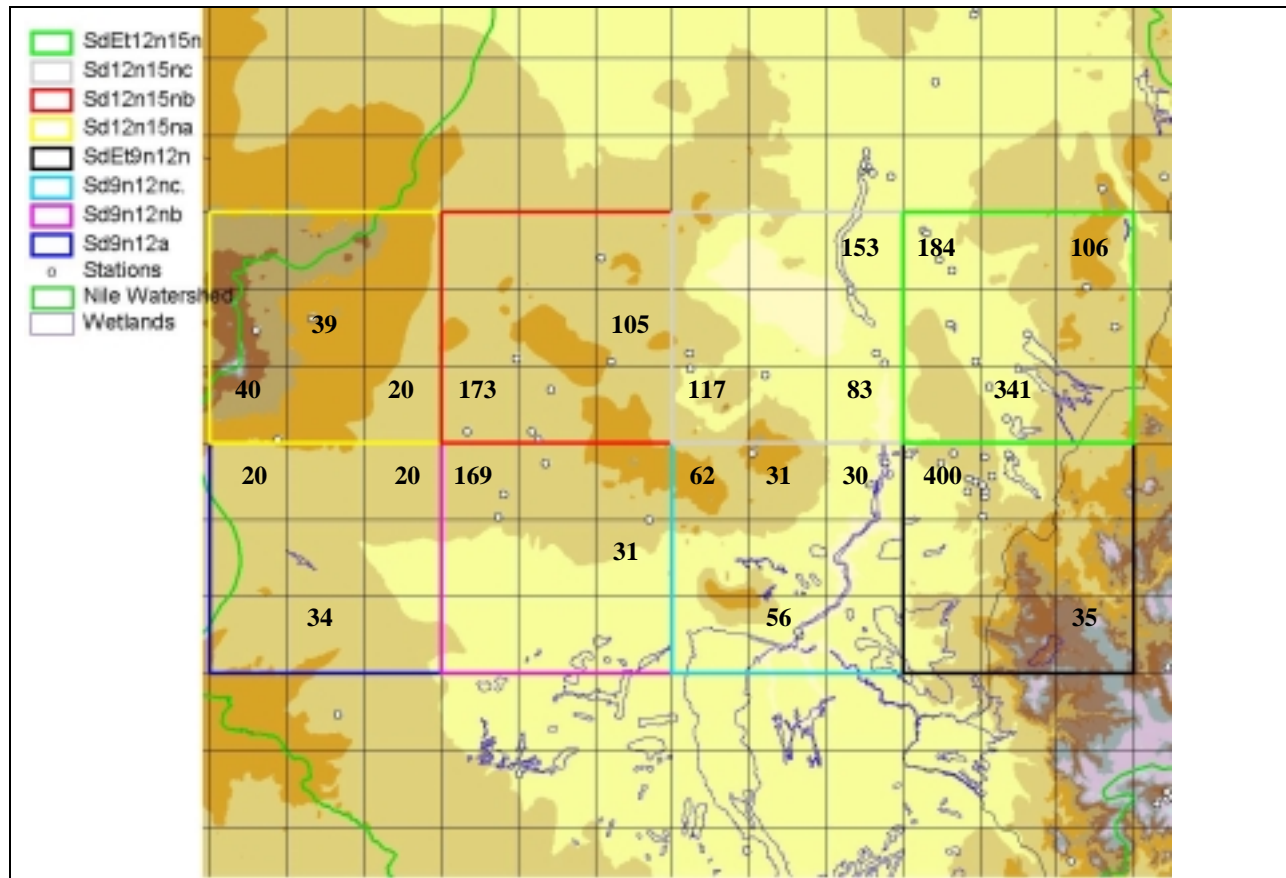 SdEt12n15n
Sd12n15nc
Sd12n15nb
Sd12n15na
SdEt9n12n
Sd9n12nc.
Sd9n12nb
Sd9n12a
Stations
Nile Watershed
Wetlands
153 184 106
39 105
40 20 173 117 83 341
20 20 169 62 31 30 400
31
34 56 35